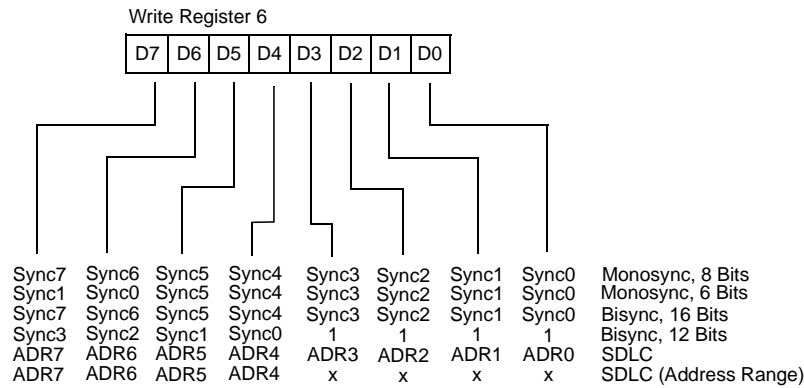 Write Register 6
D7 D6 D5 D4 D3 D2 D1 D0
Sync7 Sync6 Sync5 Sync4 Sync3 Sync2 Sync1 Sync0 Monosync, 8 Bits
Sync1 Sync0 Sync5 Sync4 Sync3 Sync2 Sync1 Sync0 Monosync, 6 Bits
Sync7 Sync6 Sync5 Sync4 Sync3 Sync2 Sync1 Sync0 Bisync, 16 Bits
Sync3 Sync2 Sync1 Sync0 1 1 1 1 Bisync, 12 Bits
ADR7 ADR6 ADR5 ADR4 ADR3 ADR2 ADR1 ADR0 SDLC
ADR7 ADR6 ADR5 ADR4 x x x x SDLC (Address Range)